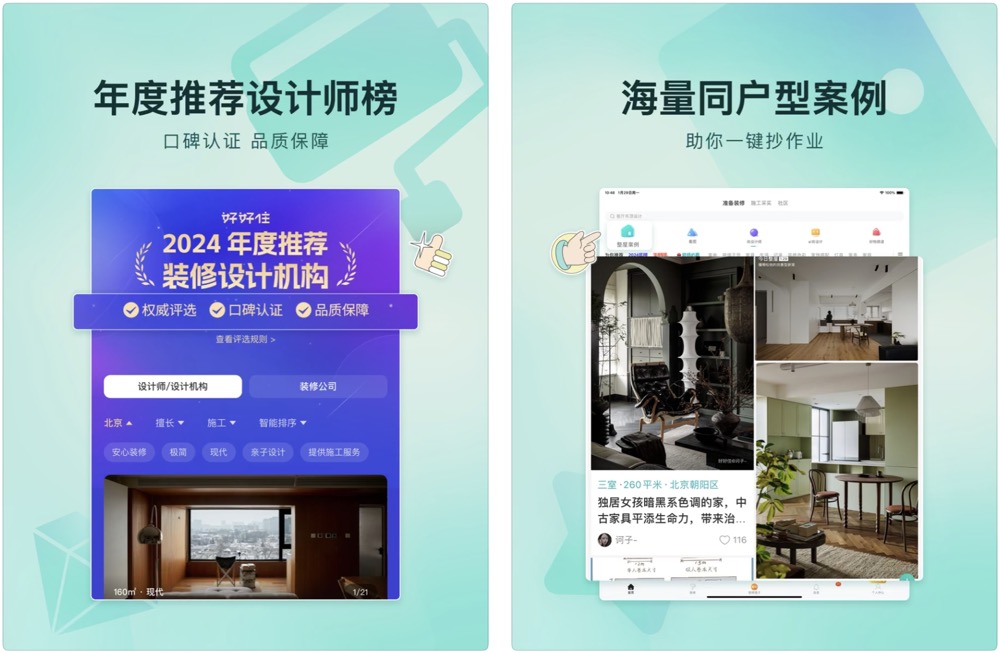 年度推荐设计师榜
口碑认证 品质保障
好好住
2024 年度推荐
装修设计机构
权威评选 口碑认证 品质保障
查看评选规则 >
设计师/设计机构 装修公司
北京 擅长 施工 智能排序
安心装修 极简 现代 亲子设计 提供施工服务
160㎡ · 现代 1/21
海量同户型案例
助你一键抄作业
准备装修 施工采买 社区
整屋案例
三室 · 260 平米 · 北京朝阳区
独居女孩暗黑系色调的家，中
古家具平添生命力，带来治...
诃子~ 116